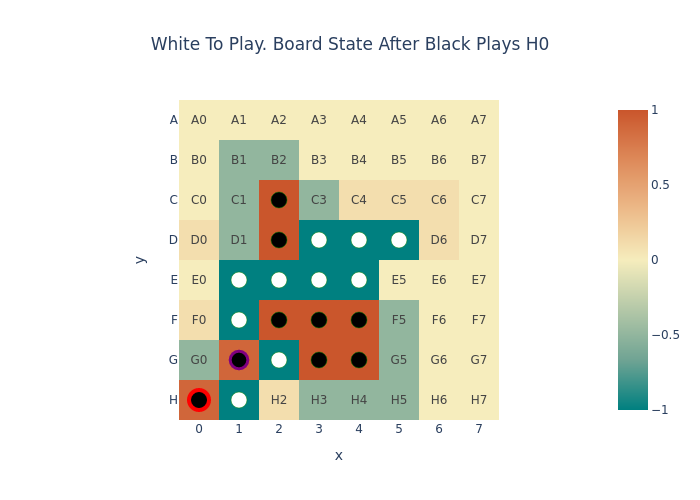 White To Play. Board State After Black Plays H0
A A0 A1 A2 A3 A4 A5 A6 A7
B B0 B1 B2 B3 B4 B5 B6 B7
C C0 C1 C3 C4 C5 C6 C7
D D0 D1 D6 D7
E E0 E5 E6 E7
F F0 F5 F6 F7
G G0 G5 G6 G7
H H2 H3 H4 H5 H6 H7
0 1 2 3 4 5 6 7
x
y
1
0.5
0
−0.5
−1